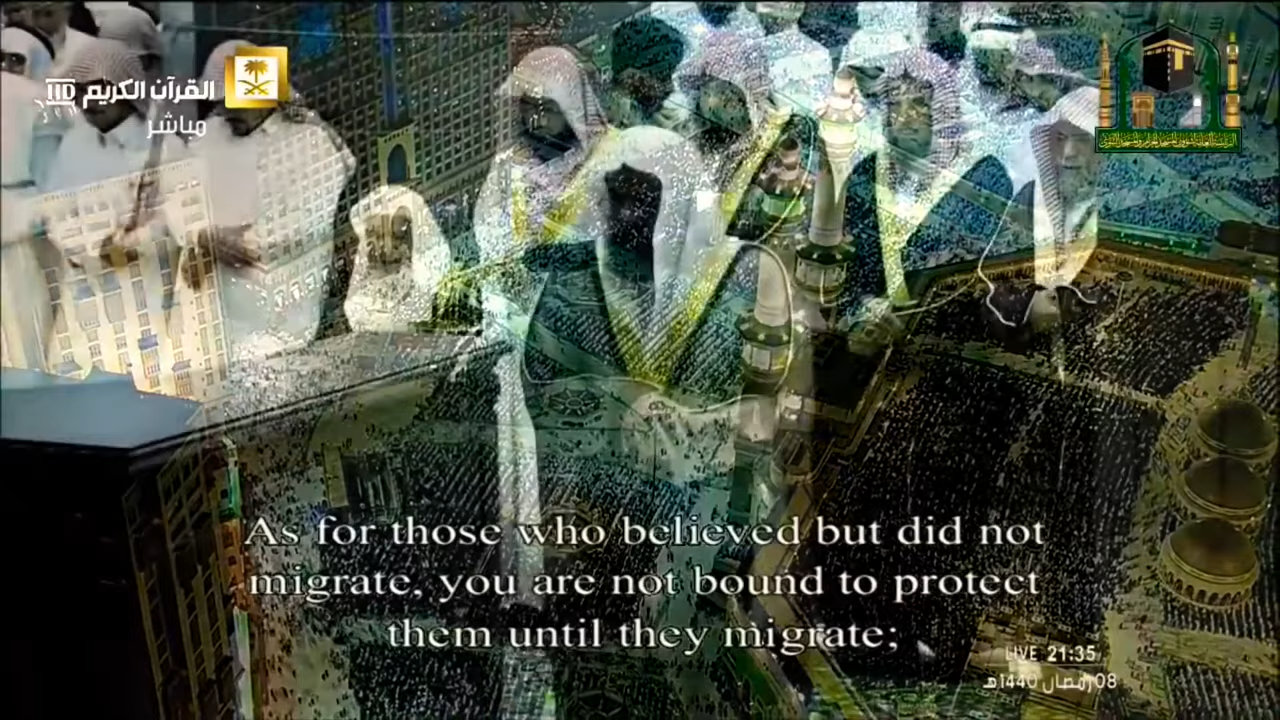 القرآن الكريم HD
مباشر
As for those who believed but did not
migrate, you are not bound to protect
them until they migrate;
LIVE 21:35
08 رمضان 1440هـ